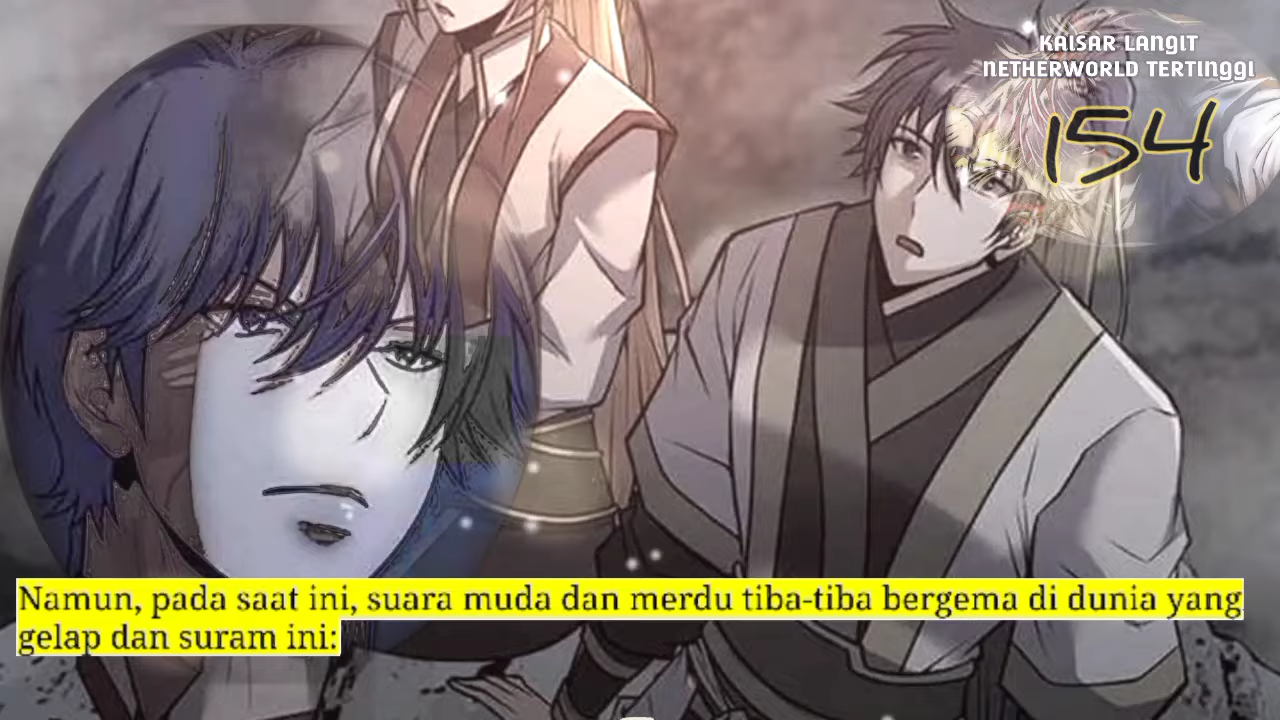 KAISAR LANGIT
NETHERWORLD TERTINGGI
154
Namun, pada saat ini, suara muda dan merdu tiba-tiba bergema di dunia yang
gelap dan suram ini: